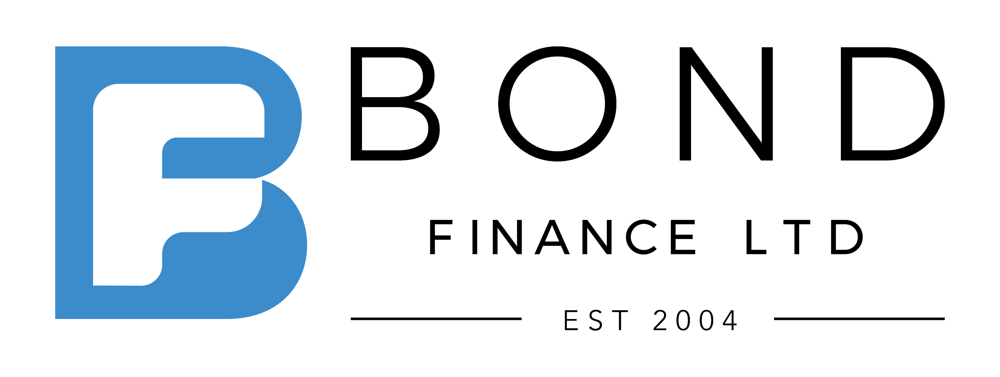 BOND
FINANCE LTD
EST 2004